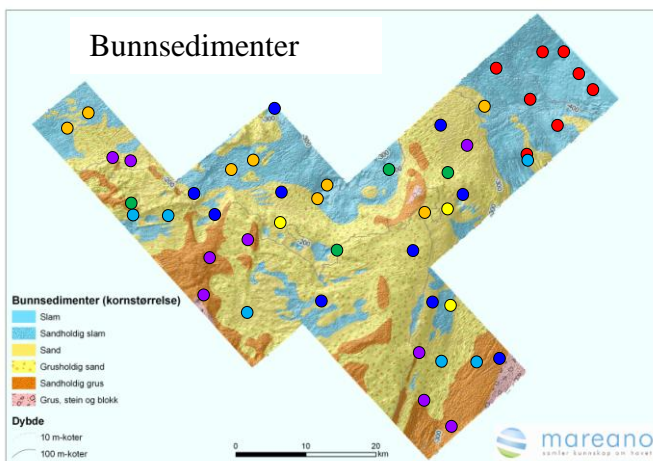 Bunnsedimenter
Bunnsedimenter (kornstørrelse)
Slam
Sandholdig slam
Sand
Grusholdig sand
Sandholdig grus
Grus, stein og blokk
Dybde
10 m-koter
100 m-koter
0 10 20
km
mareano
samler kunnskap om havet